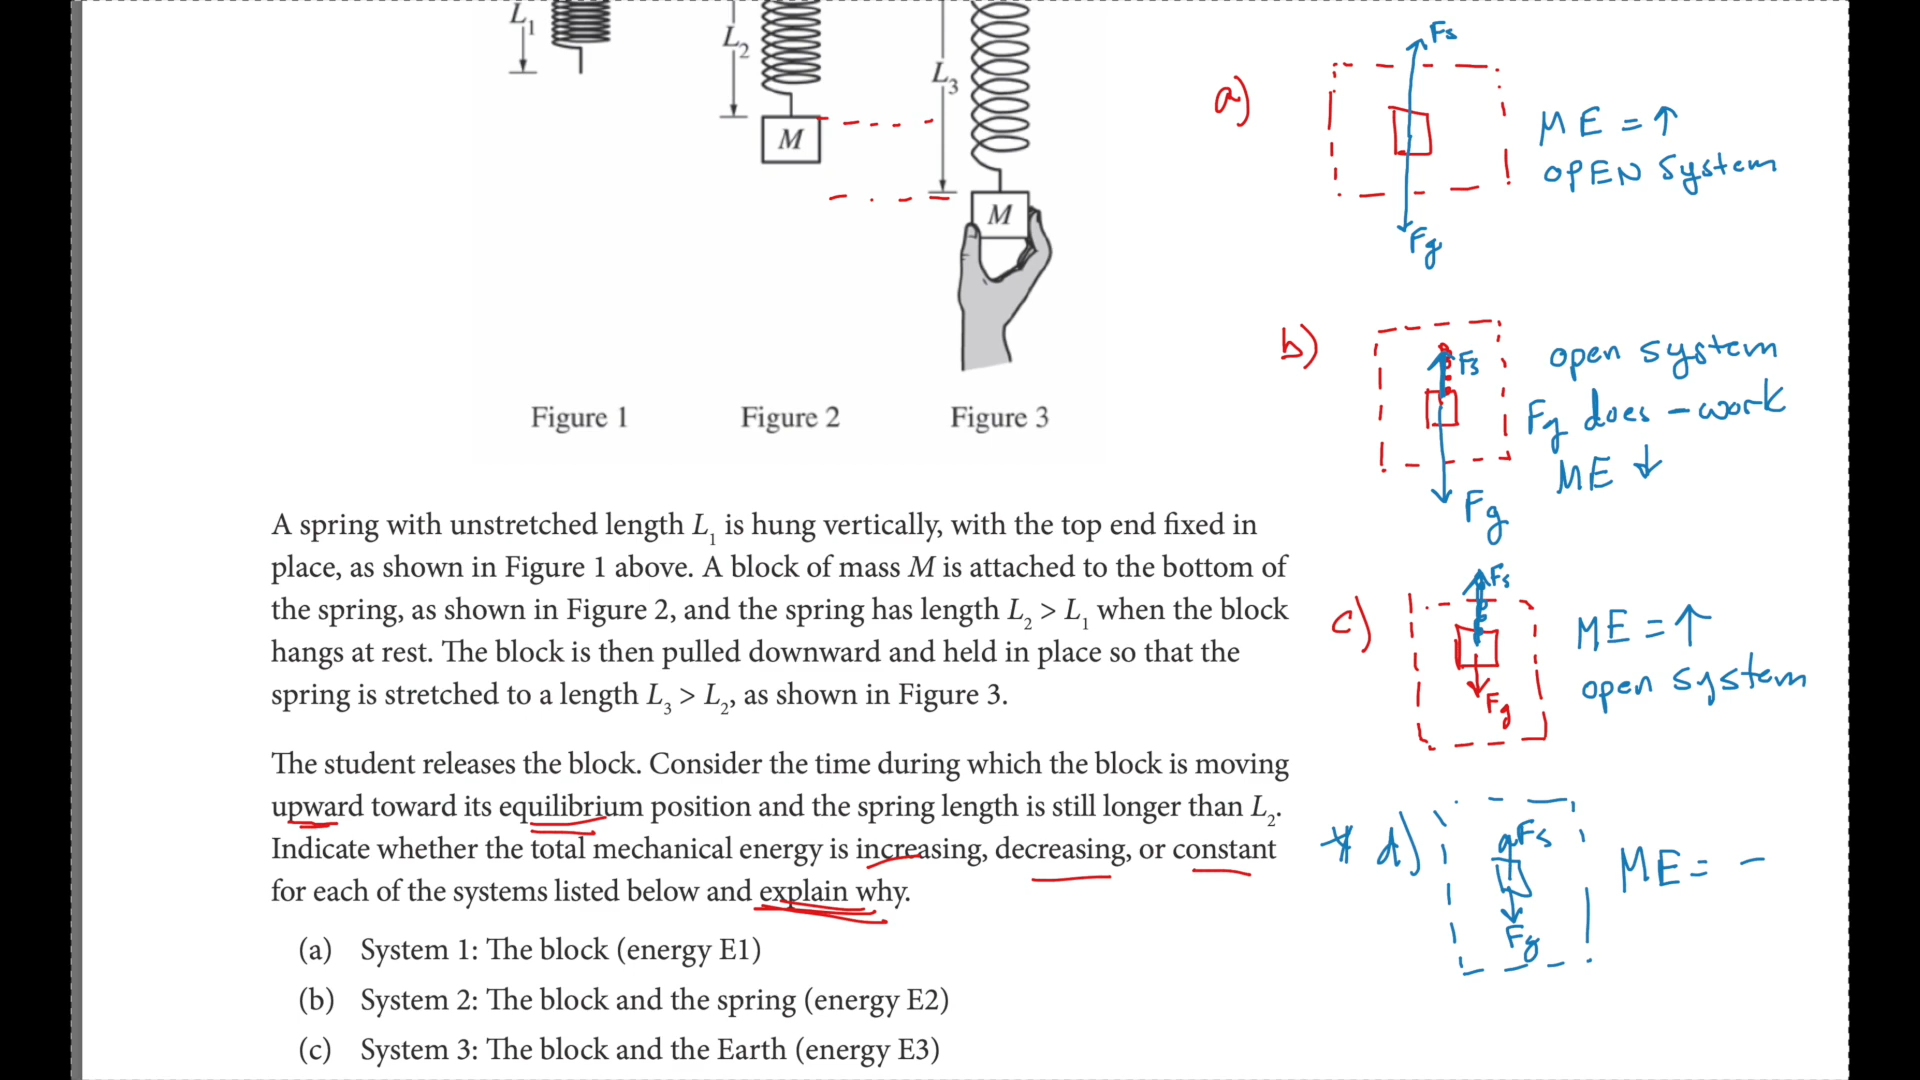 L1
L2
L3
M
M
Figure 1
Figure 2
Figure 3
A spring with unstretched length L1 is hung vertically, with the top end fixed in
place, as shown in Figure 1 above. A block of mass M is attached to the bottom of
the spring, as shown in Figure 2, and the spring has length L2 > L1 when the block
hangs at rest. The block is then pulled downward and held in place so that the
spring is stretched to a length L3 > L2, as shown in Figure 3.
The student releases the block. Consider the time during which the block is moving
upward toward its equilibrium position and the spring length is still longer than L2.
Indicate whether the total mechanical energy is increasing, decreasing, or constant
for each of the systems listed below and explain why.
(a) System 1: The block (energy E1)
(b) System 2: The block and the spring (energy E2)
(c) System 3: The block and the Earth (energy E3)
a)
Fs
Fg
ME = ↑
OPEN System
b)
Fs
Fg
open system
Fg does - work
ME ↓
c)
Fs
Fg
ME = ↑
open system
d)
Fs
Fg
ME = -